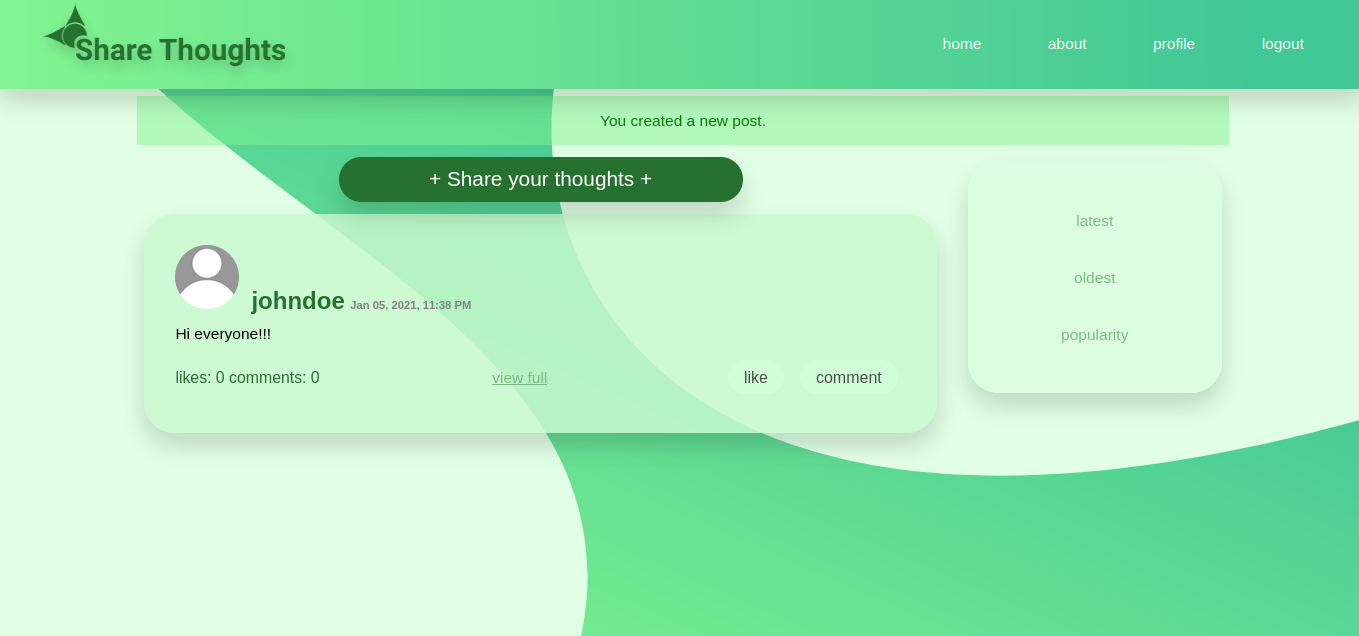 Share Thoughts
home about profile logout
You created a new post.
+ Share your thoughts +
johndoe Jan 05, 2021, 11:38 PM
Hi everyone!!!
likes: 0 comments: 0 view full like comment
latest
oldest
popularity